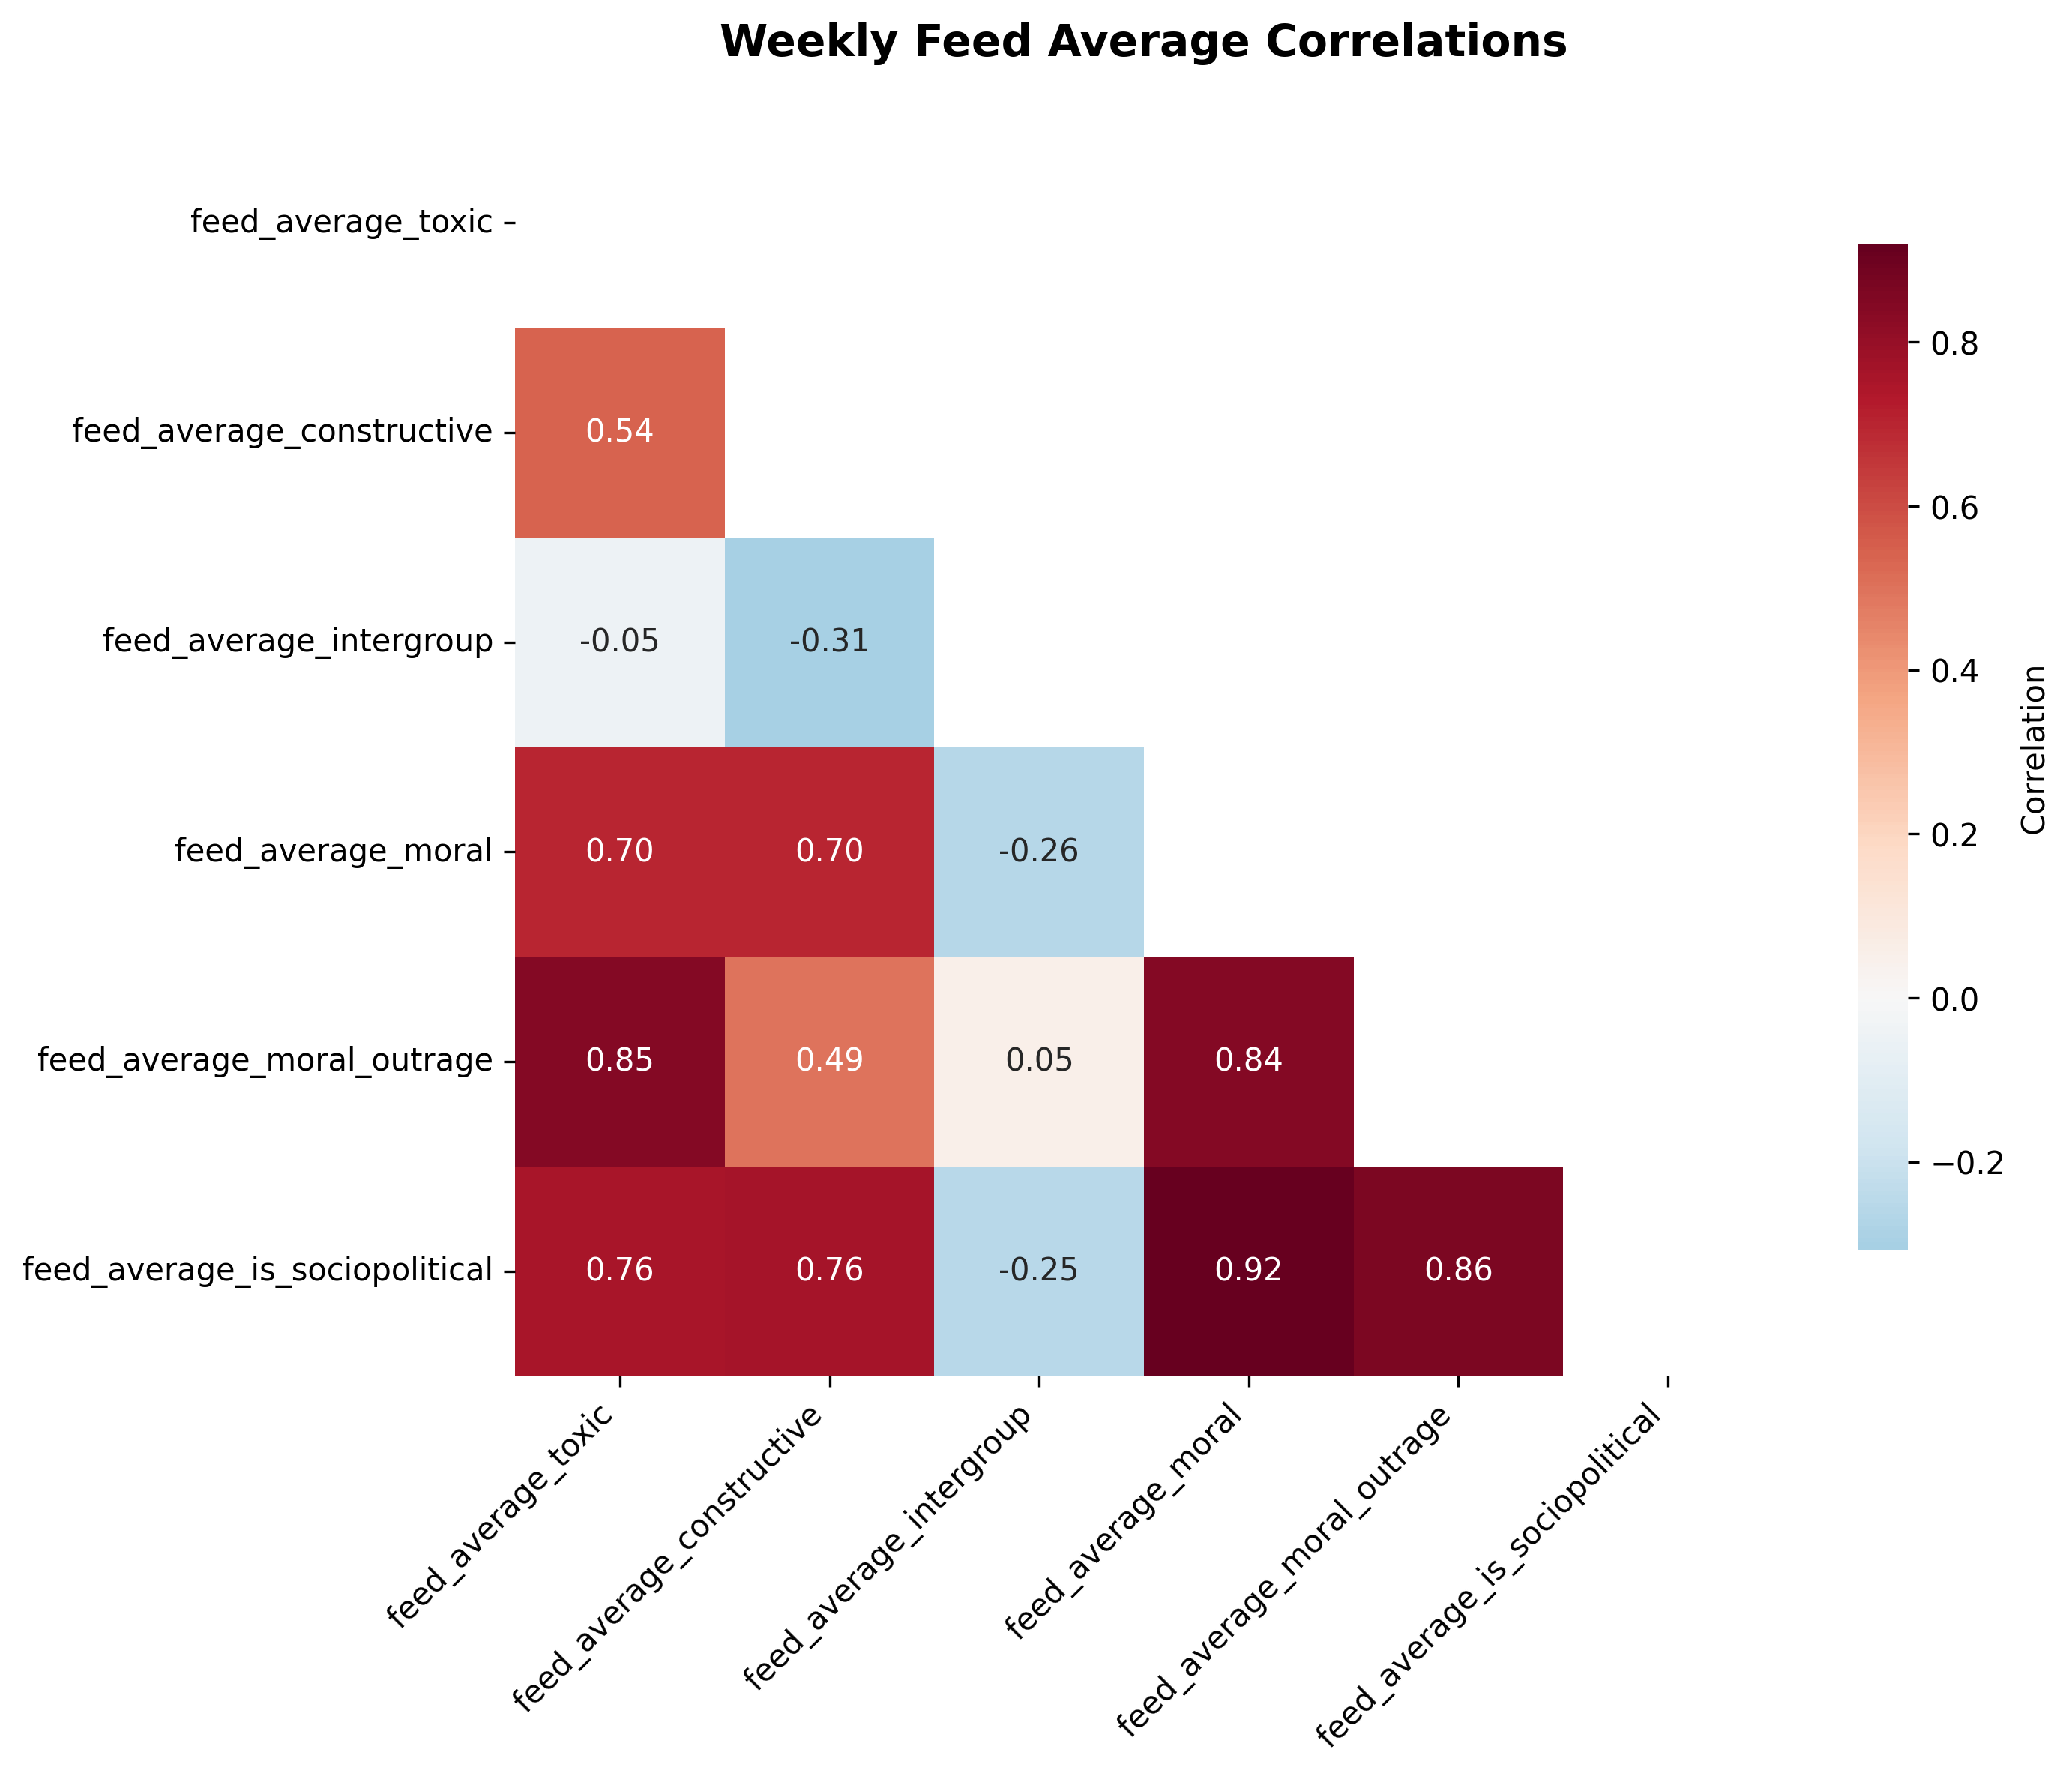 Weekly Feed Average Correlations
feed_average_toxic
feed_average_constructive
0.54
feed_average_intergroup
-0.05
-0.31
feed_average_moral
0.70
0.70
-0.26
feed_average_moral_outrage
0.85
0.49
0.05
0.84
feed_average_is_sociopolitical
0.76
0.76
-0.25
0.92
0.86
feed_average_toxic
feed_average_constructive
feed_average_intergroup
feed_average_moral
feed_average_moral_outrage
feed_average_is_sociopolitical
0.8
0.6
0.4
0.2
0.0
−0.2
Correlation